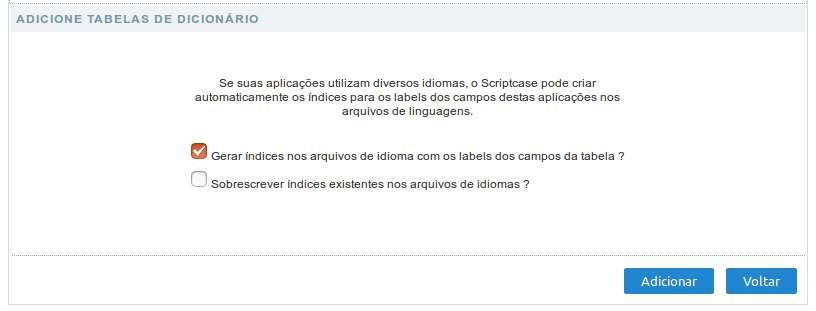 ADICIONE TABELAS DE DICIONÁRIO
Se suas aplicações utilizam diversos idiomas, o Scriptcase pode criar
automaticamente os índices para os labels dos campos destas aplicações nos
arquivos de linguagens.
Gerar índices nos arquivos de idioma com os labels dos campos da tabela ?
Sobrescrever índices existentes nos arquivos de idiomas ?
Adicionar
Voltar